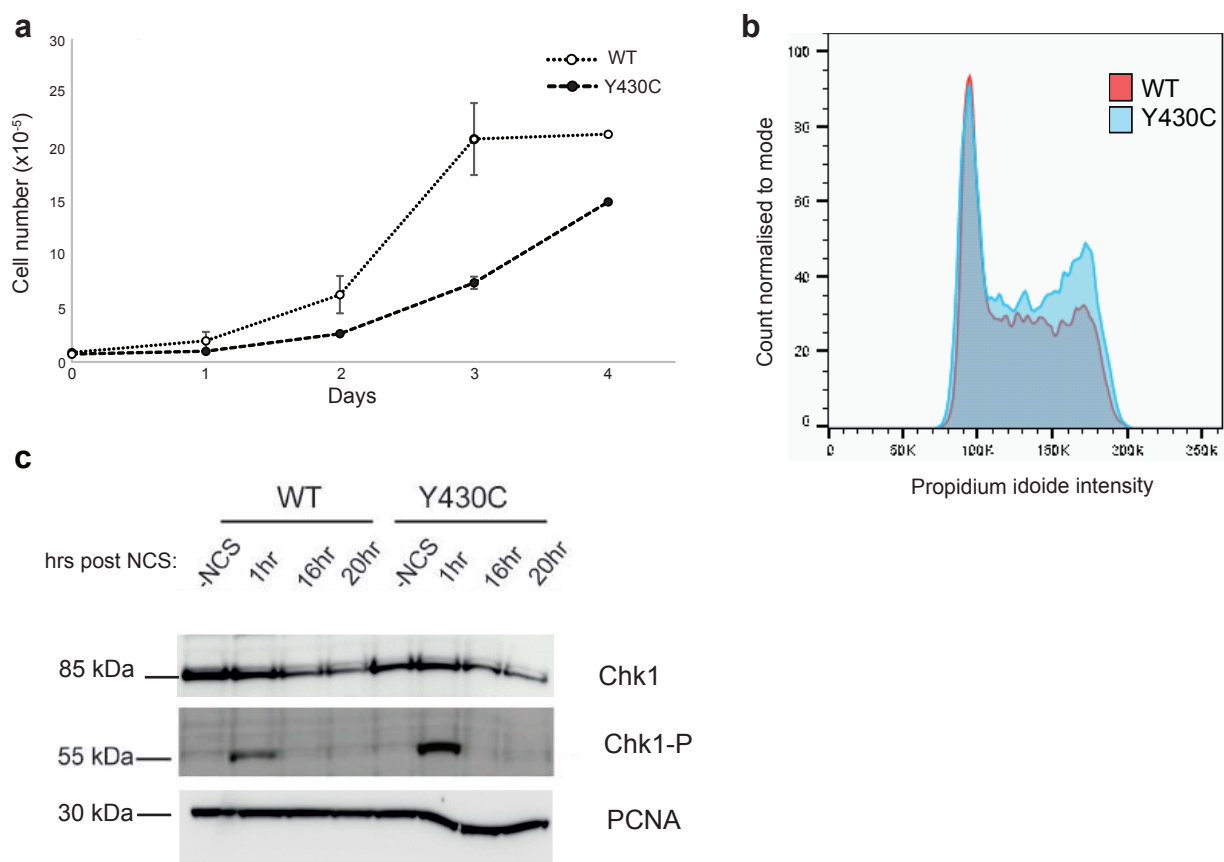 a
Cell number (x10-5)
30
25
20
15
10
5
0
WT
Y430C
0 1 2 3 4
Days
b
Count normalised to mode
100
80
60
40
20
0
WT
Y430C
0 50K 100K 150K 200K 250K
Propidium idoide intensity
c
WT Y430C
hrs post NCS: -NCS 1hr 16hr 20hr -NCS 1hr 16hr 20hr
85 kDa Chk1
55 kDa Chk1-P
30 kDa PCNA